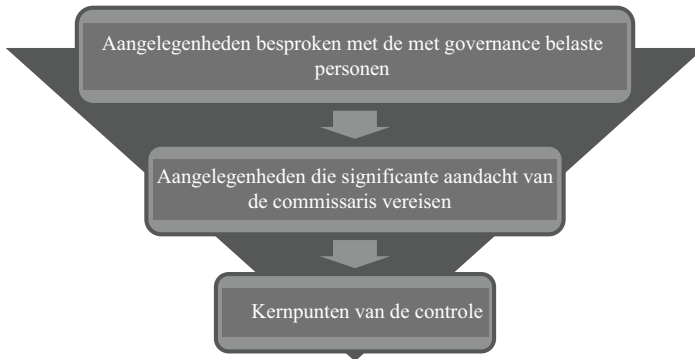 Aangelegenheden besproken met de met governance belaste
personen
Aangelegenheden die significante aandacht van
de commissaris vereisen
Kernpunten van de controle